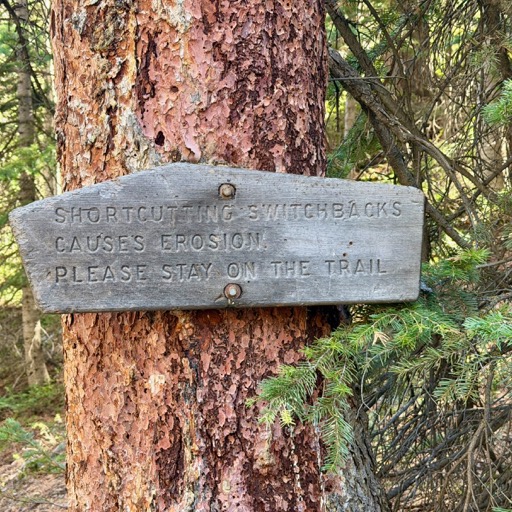 SHORTCUTTING SWITCHBACKS
CAUSES EROSION.
PLEASE STAY ON THE TRAIL